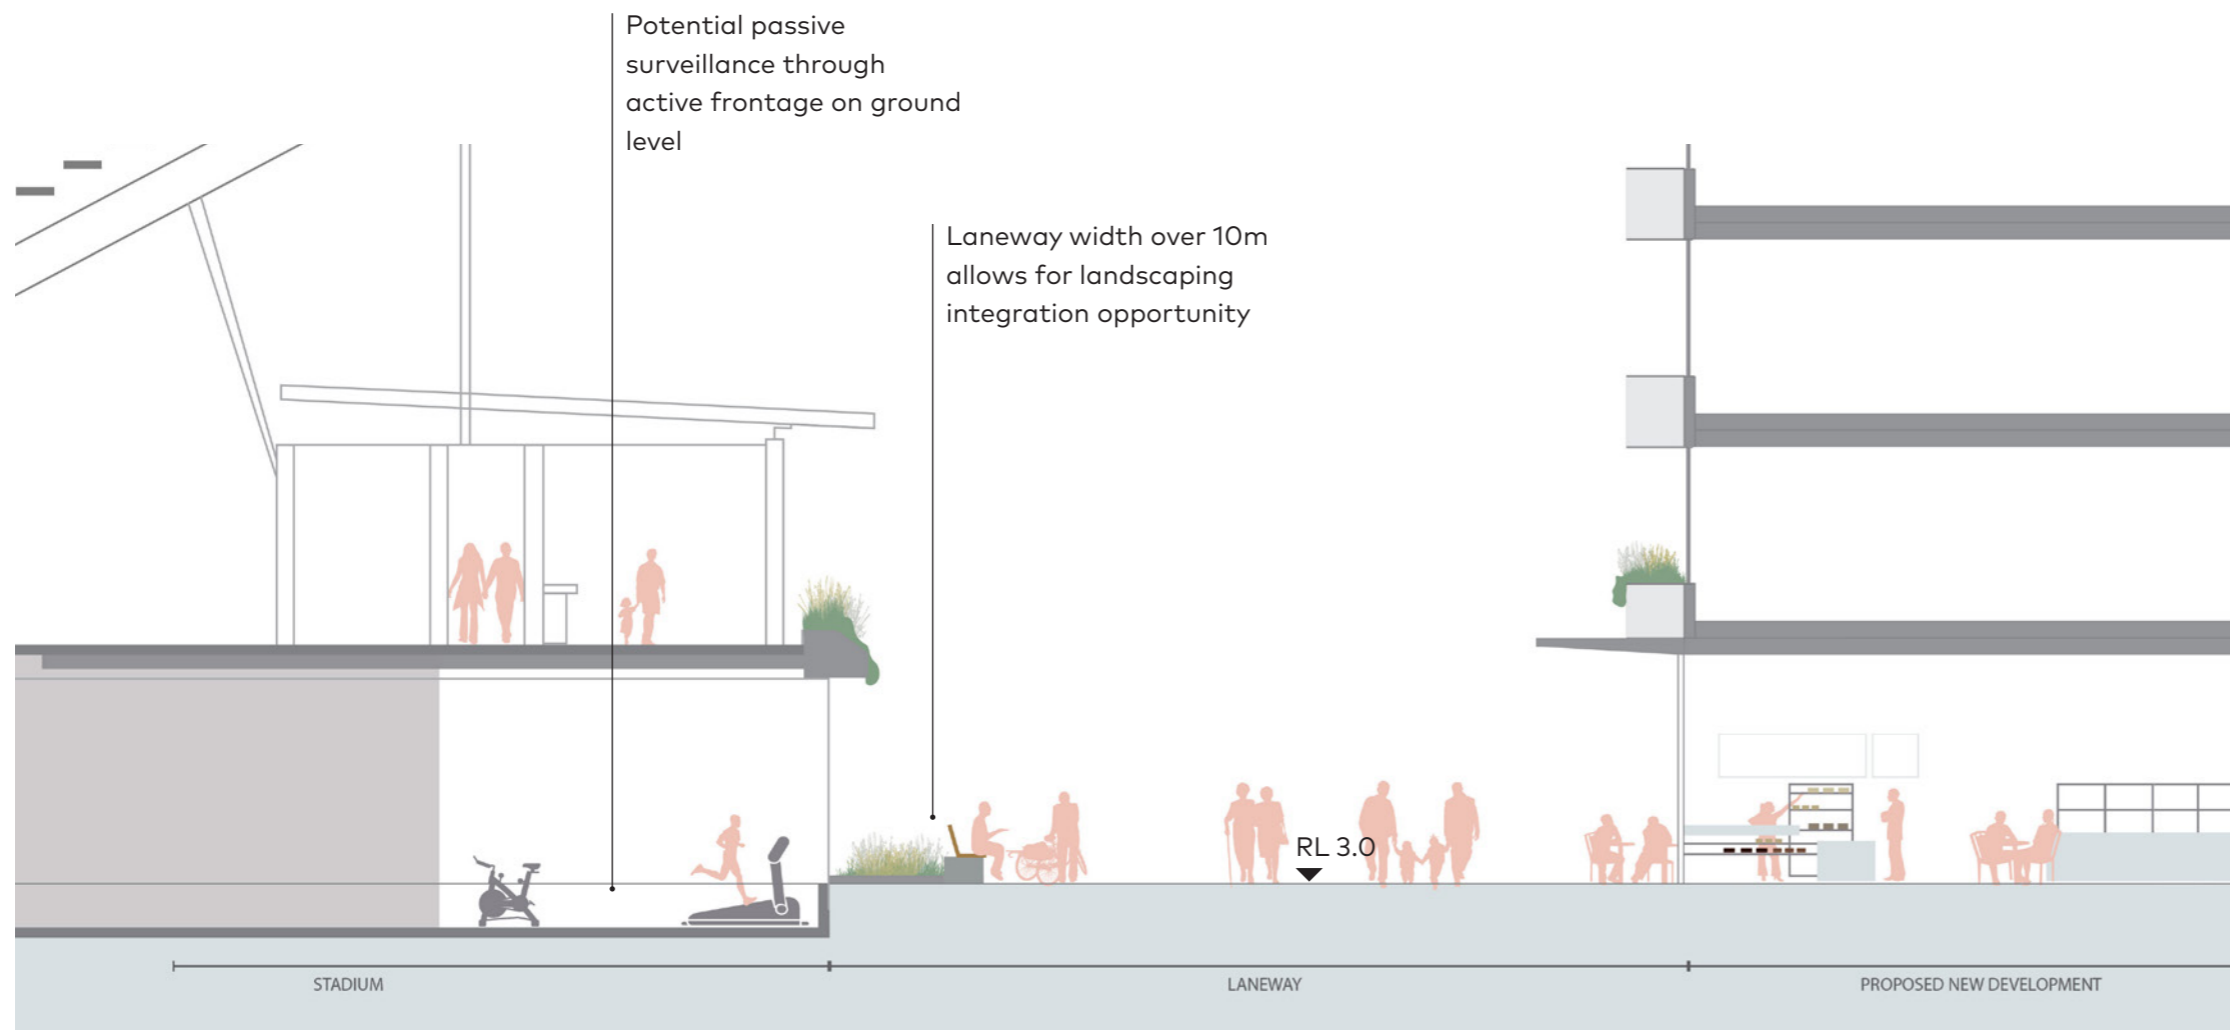 Potential passive
surveillance through
active frontage on ground
level
Laneway width over 10m
allows for landscaping
integration opportunity
RL 3.0
STADIUM
LANEWAY
PROPOSED NEW DEVELOPMENT